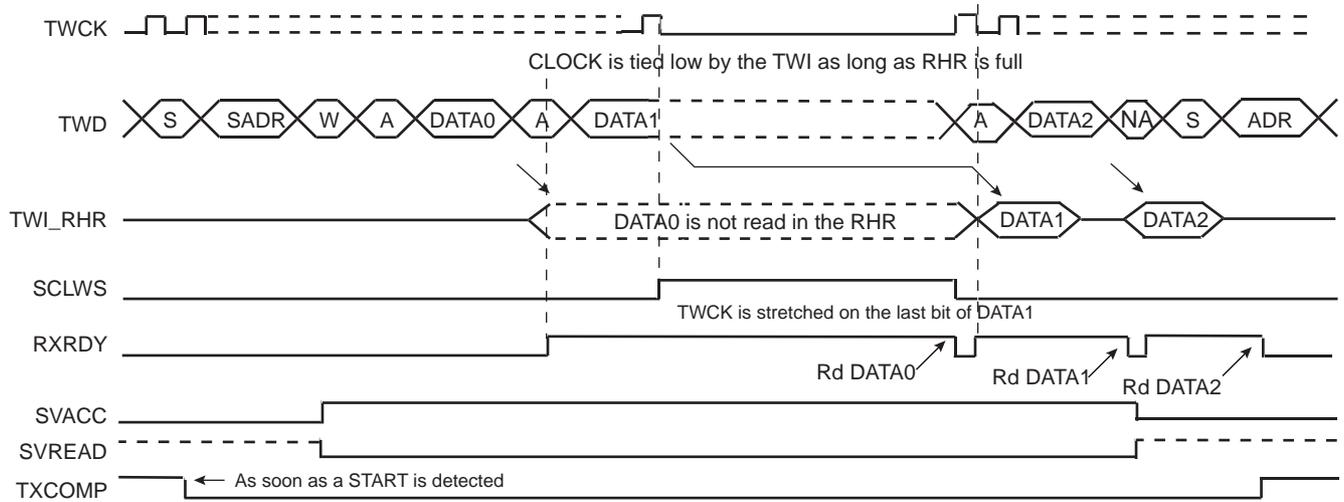 TWCK
CLOCK is tied low by the TWI as long as RHR is full
TWD S SADR W A DATA0 A DATA1 A DATA2 NA S ADR
TWI_RHR DATA0 is not read in the RHR DATA1 DATA2
SCLWS
TWCK is stretched on the last bit of DATA1
RXRDY
Rd DATA0 Rd DATA1 Rd DATA2
SVACC
SVREAD
TXCOMP As soon as a START is detected